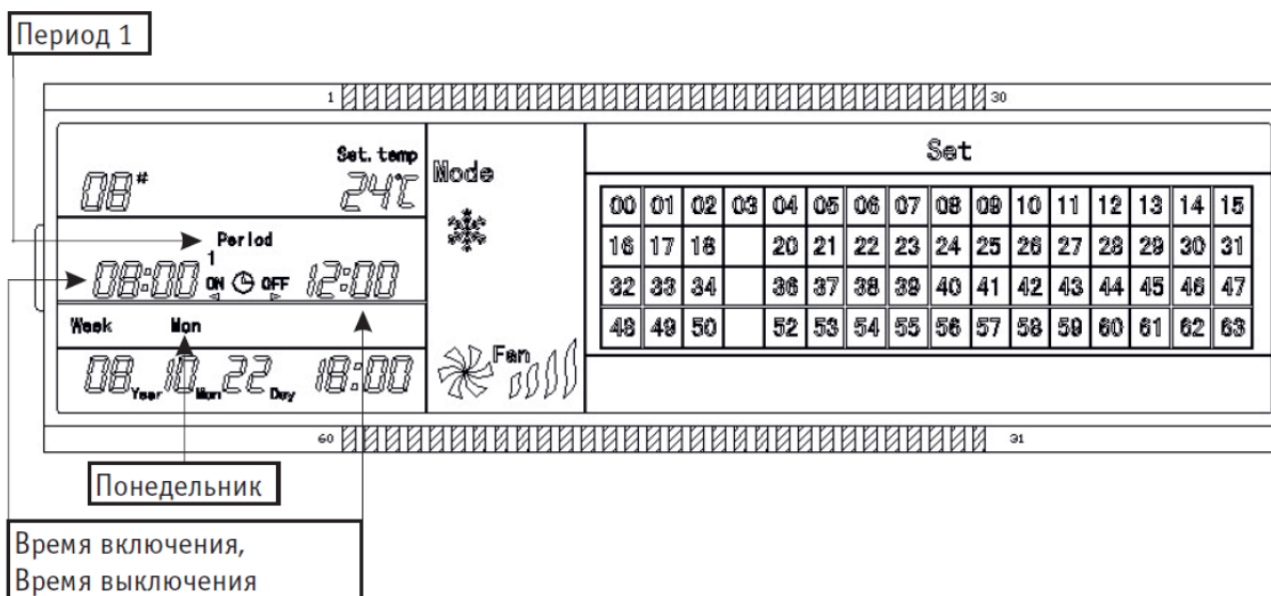 Период 1
1 30
Set
Set. temp
08# 24℃
Mode
00 01 02 03 04 05 06 07 08 09 10 11 12 13 14 15
Period
1
16 17 18 20 21 22 23 24 25 26 27 28 29 30 31
08:00 ON OFF 12:00
32 33 34 36 37 38 39 40 41 42 43 44 45 46 47
Week Mon
48 49 50 52 53 54 55 56 57 58 59 60 61 62 63
Fan
08 Year 10 Mon 22 Day 18:00
60 31
Понедельник
Время включения,
Время выключения